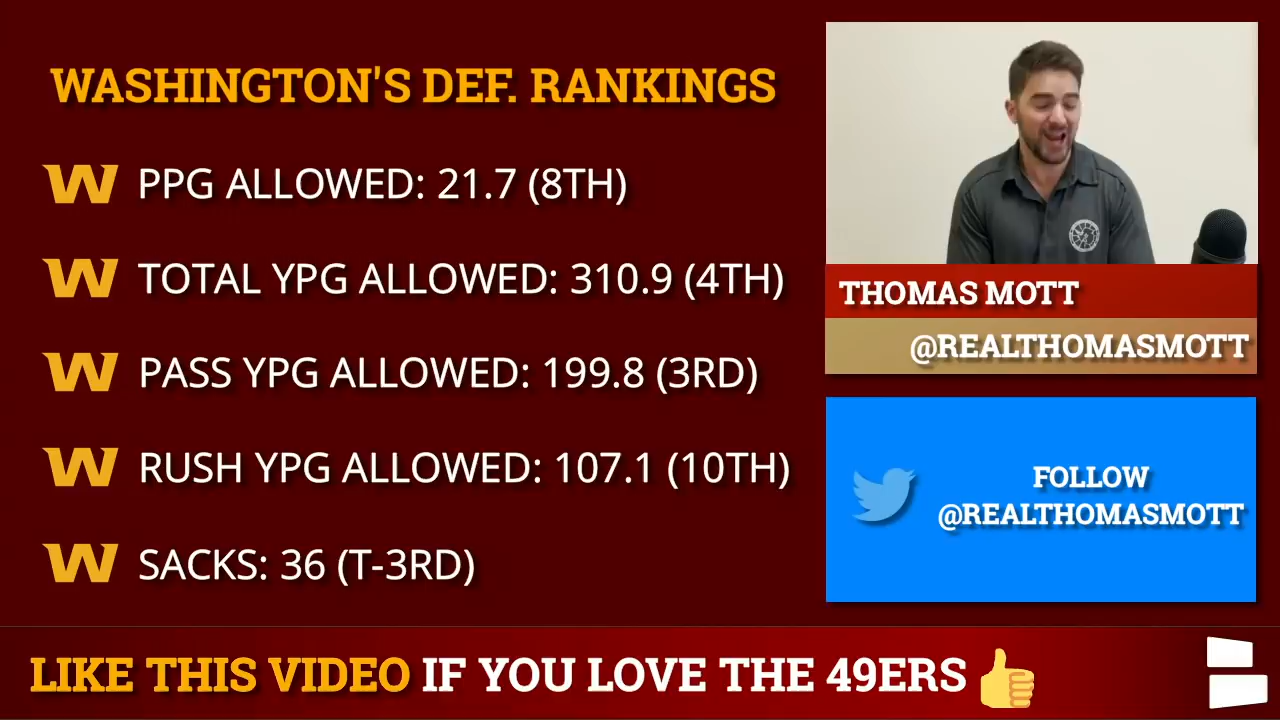 WASHINGTON'S DEF. RANKINGS
W PPG ALLOWED: 21.7 (8TH)
W TOTAL YPG ALLOWED: 310.9 (4TH)
W PASS YPG ALLOWED: 199.8 (3RD)
W RUSH YPG ALLOWED: 107.1 (10TH)
W SACKS: 36 (T-3RD)
THOMAS MOTT
@REALTHOMASMOTT
FOLLOW
@REALTHOMASMOTT
LIKE THIS VIDEO IF YOU LOVE THE 49ERS